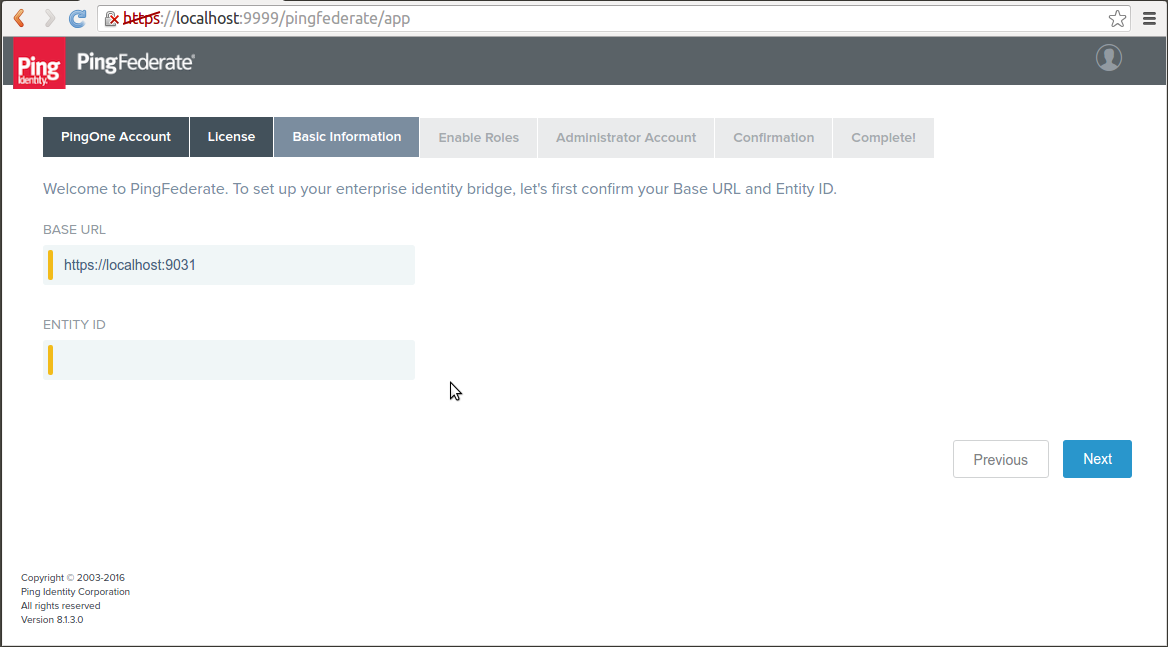 https://localhost:9999/pingfederate/app
Ping
Identity.
PingFederate®
PingOne Account License Basic Information Enable Roles Administrator Account Confirmation Complete!
Welcome to PingFederate. To set up your enterprise identity bridge, let's first confirm your Base URL and Entity ID.
BASE URL
https://localhost:9031
ENTITY ID
Previous Next
Copyright © 2003-2016
Ping Identity Corporation
All rights reserved
Version 8.1.3.0